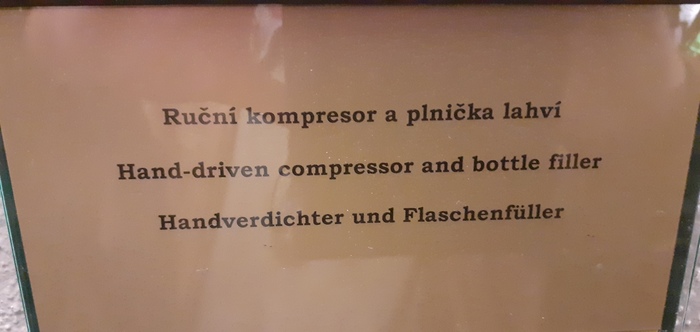 Ruční kompresor a plnička lahví
Hand-driven compressor and bottle filler
Handverdichter und Flaschenfüller